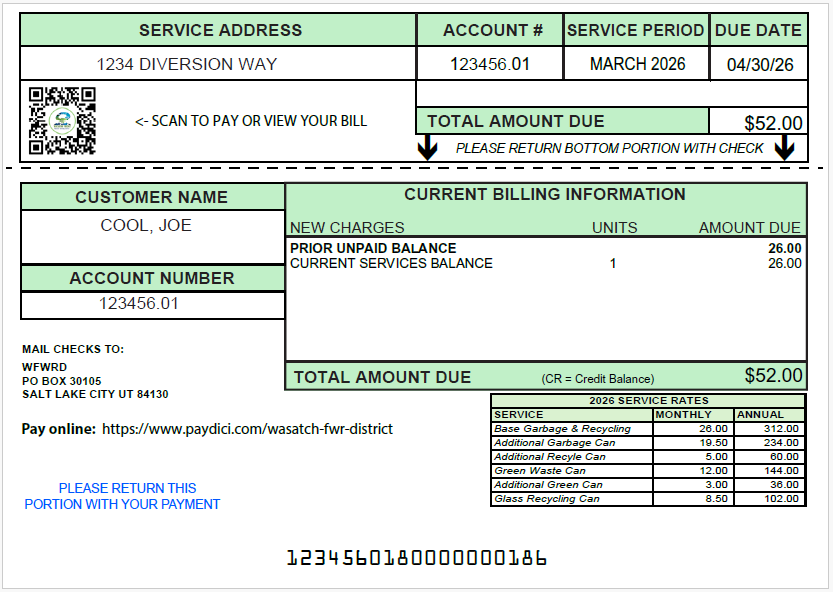 SERVICE ADDRESS ACCOUNT # SERVICE PERIOD DUE DATE
1234 DIVERSION WAY 123456.01 MARCH 2026 04/30/26
<- SCAN TO PAY OR VIEW YOUR BILL
TOTAL AMOUNT DUE $52.00
PLEASE RETURN BOTTOM PORTION WITH CHECK
CUSTOMER NAME
COOL, JOE
ACCOUNT NUMBER
123456.01
CURRENT BILLING INFORMATION
NEW CHARGES UNITS AMOUNT DUE
PRIOR UNPAID BALANCE 26.00
CURRENT SERVICES BALANCE 1 26.00
TOTAL AMOUNT DUE (CR = Credit Balance) $52.00
MAIL CHECKS TO:
WFWRD
PO BOX 30105
SALT LAKE CITY UT 84130
Pay online: https://www.paydici.com/wasatch-fwr-district
PLEASE RETURN THIS
PORTION WITH YOUR PAYMENT
2026 SERVICE RATES
SERVICE MONTHLY ANNUAL
Base Garbage & Recycling 26.00 312.00
Additional Garbage Can 19.50 234.00
Additional Recyle Can 5.00 60.00
Green Waste Can 12.00 144.00
Additional Green Can 3.00 36.00
Glass Recycling Can 8.50 102.00
1234560180000000186